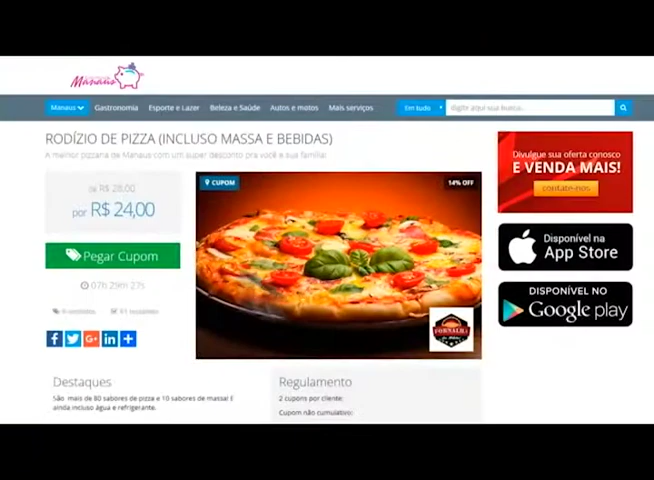 Manaus
Manaus
Gastronomia
Esporte e Lazer
Beleza e Saúde
Autos e motos
Mais serviços
Em tudo
Digite aqui sua busca...
RODÍZIO DE PIZZA (INCLUSO MASSA E BEBIDAS)
A melhor pizzaria de Manaus com um super desconto pra você e sua família!
de R$ 28,00
por R$ 24,00
Pegar Cupom
07h 29m 27s
CUPOM
14% OFF
FORNALHA
Divulgue sua oferta conosco
E VENDA MAIS!
contate-nos
Disponível na
App Store
DISPONÍVEL NO
Google play
Destaques
São mais de 80 sabores de pizza e 10 sabores de massa! E
ainda incluso água e refrigerante.
Regulamento
2 cupons por cliente;
Cupom não cumulativo;